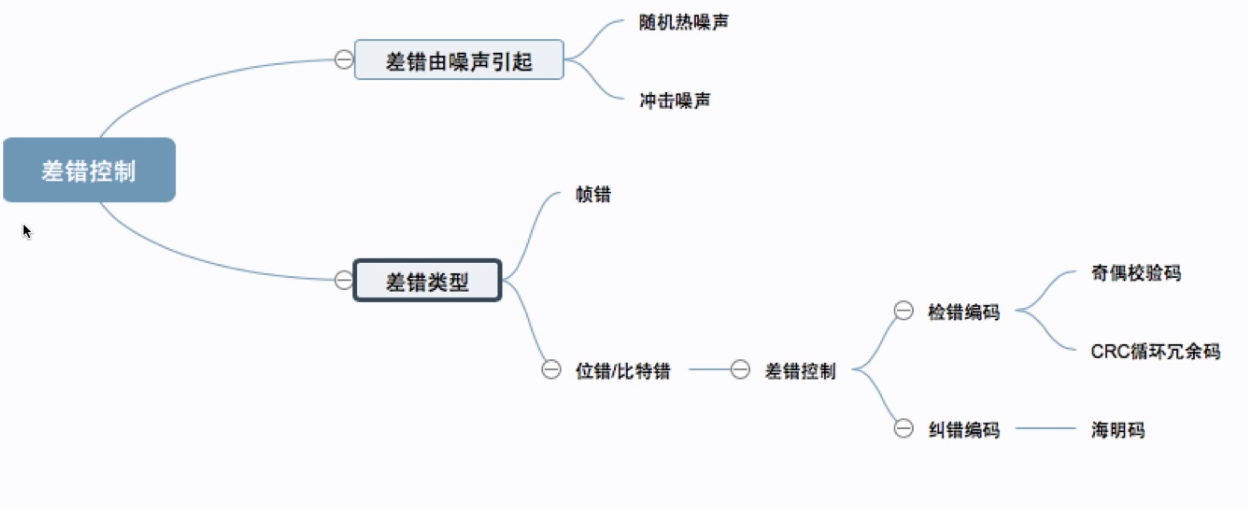 差错控制
差错由噪声引起
随机热噪声
冲击噪声
差错类型
帧错
位错/比特错
差错控制
检错编码
奇偶校验码
CRC循环冗余码
纠错编码
海明码